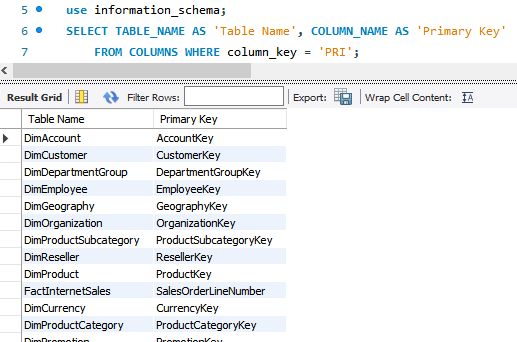 5 use information_schema;
6 SELECT TABLE_NAME AS 'Table Name', COLUMN_NAME AS 'Primary Key'
7 FROM COLUMNS WHERE column_key = 'PRI';
Result Grid Filter Rows: Export: Wrap Cell Content:
Table Name Primary Key
DimAccount AccountKey
DimCustomer CustomerKey
DimDepartmentGroup DepartmentGroupKey
DimEmployee EmployeeKey
DimGeography GeographyKey
DimOrganization OrganizationKey
DimProductSubcategory ProductSubcategoryKey
DimReseller ResellerKey
DimProduct ProductKey
FactInternetSales SalesOrderLineNumber
DimCurrency CurrencyKey
DimProductCategory ProductCategoryKey
DimPromotion PromotionKey